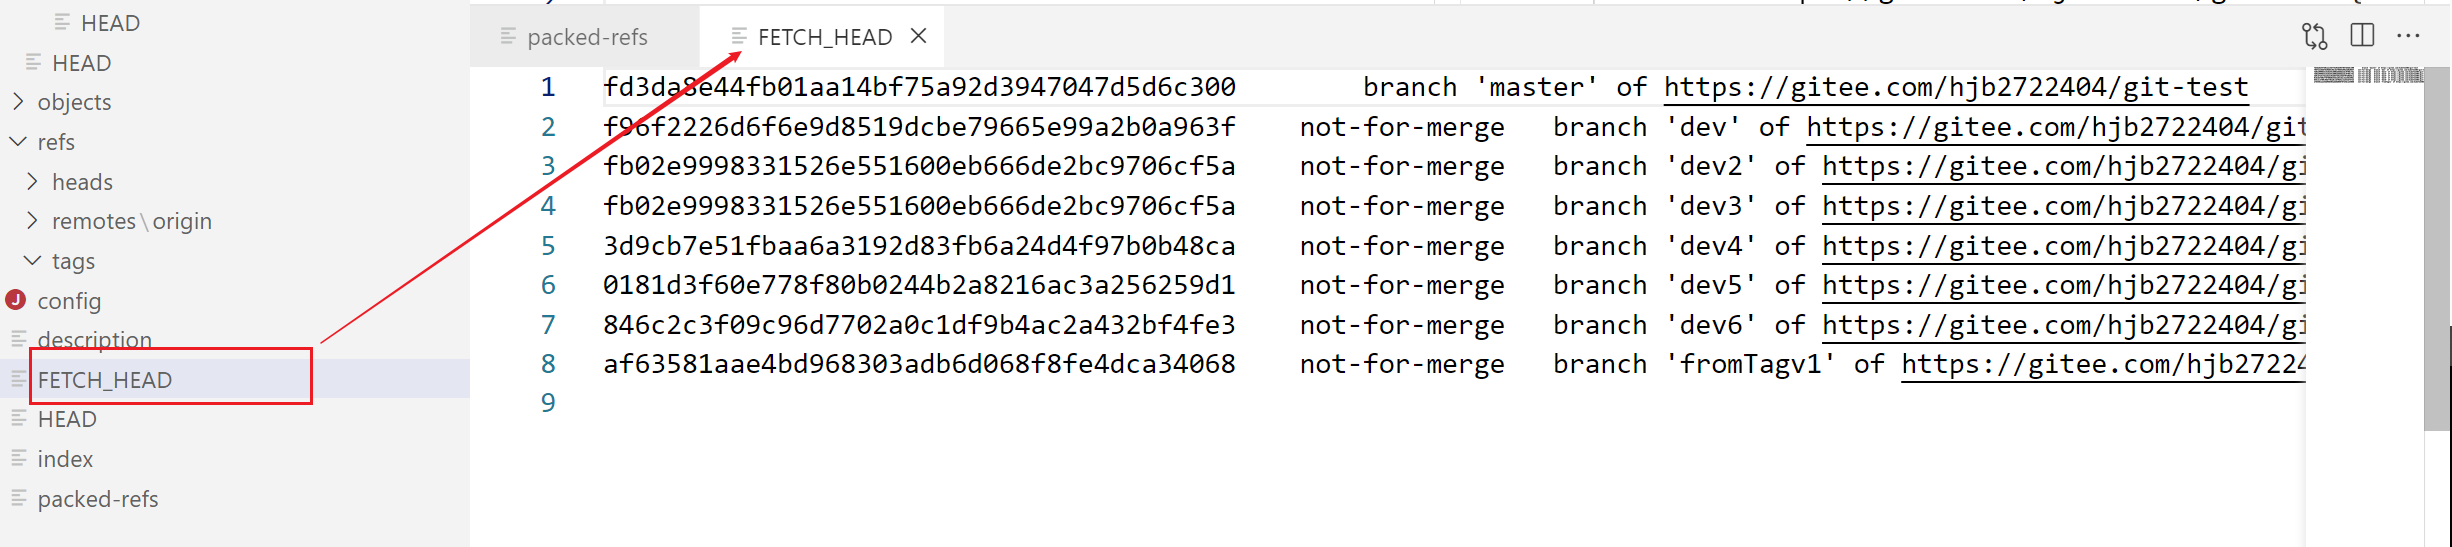 HEAD
HEAD
objects
refs
heads
remotes\origin
tags
config
description
FETCH_HEAD
HEAD
index
packed-refs
packed-refs
FETCH_HEAD
1 fd3da8e44fb01aa14bf75a92d3947047d5d6c300 branch 'master' of https://gitee.com/hjb2722404/git-test
2 f96f2226d6f6e9d8519dcbe79665e99a2b0a963f not-for-merge branch 'dev' of https://gitee.com/hjb2722404/git
3 fb02e9998331526e551600eb666de2bc9706cf5a not-for-merge branch 'dev2' of https://gitee.com/hjb2722404/gi
4 fb02e9998331526e551600eb666de2bc9706cf5a not-for-merge branch 'dev3' of https://gitee.com/hjb2722404/gi
5 3d9cb7e51fbaa6a3192d83fb6a24d4f97b0b48ca not-for-merge branch 'dev4' of https://gitee.com/hjb2722404/gi
6 0181d3f60e778f80b0244b2a8216ac3a256259d1 not-for-merge branch 'dev5' of https://gitee.com/hjb2722404/gi
7 846c2c3f09c96d7702a0c1df9b4ac2a432bf4fe3 not-for-merge branch 'dev6' of https://gitee.com/hjb2722404/gi
8 af63581aae4bd968303adb6d068f8fe4dca34068 not-for-merge branch 'fromTagv1' of https://gitee.com/hjb27224
9